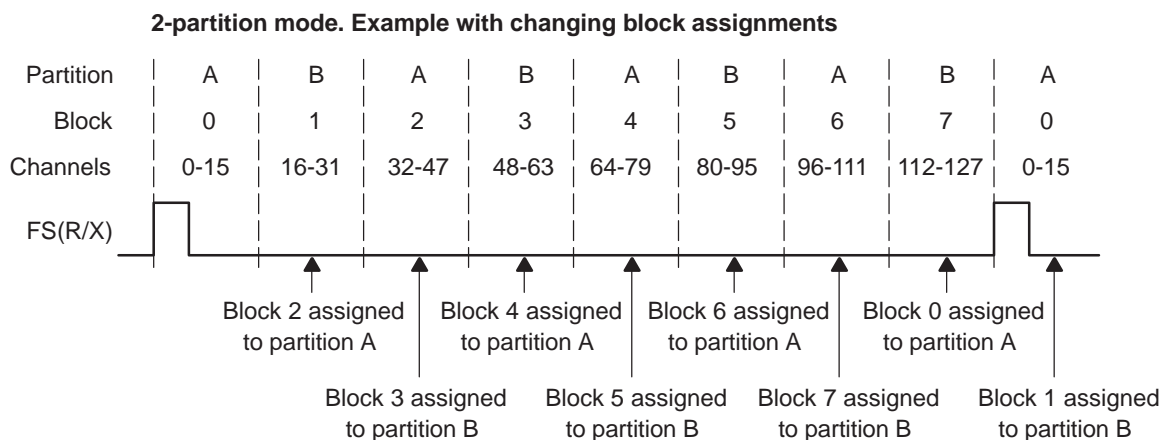 2-partition mode. Example with changing block assignments
Partition A B A B A B A B A
Block 0 1 2 3 4 5 6 7 0
Channels 0-15 16-31 32-47 48-63 64-79 80-95 96-111 112-127 0-15
FS(R/X)
Block 2 assigned
to partition A
Block 4 assigned
to partition A
Block 6 assigned
to partition A
Block 0 assigned
to partition A
Block 3 assigned
to partition B
Block 5 assigned
to partition B
Block 7 assigned
to partition B
Block 1 assigned
to partition B